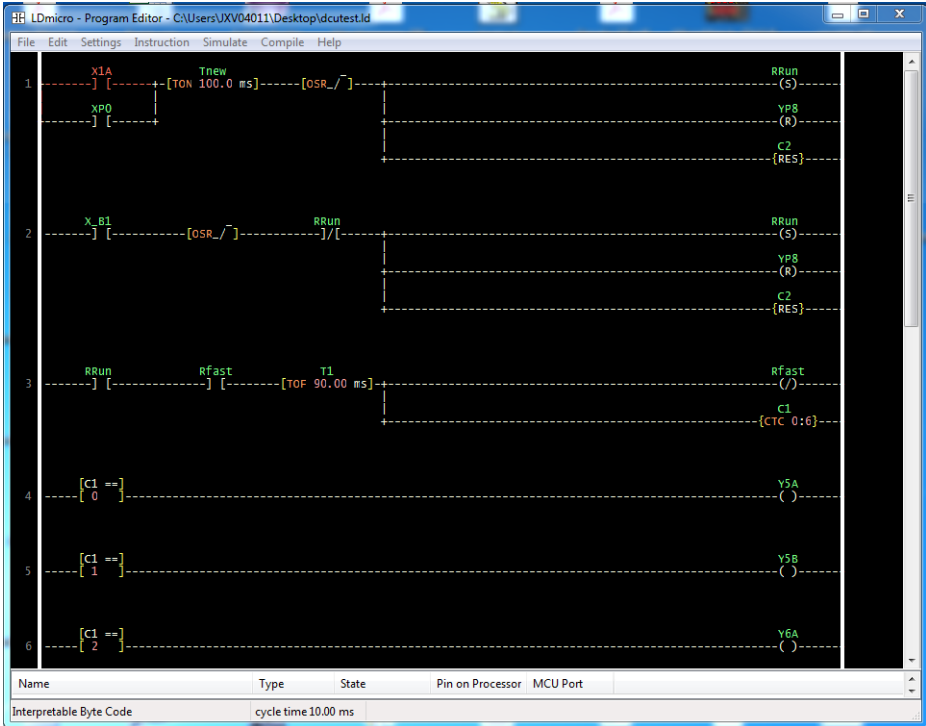 LDmicro - Program Editor - C:\Users\JXV04011\Desktop\dcutest.ld
File Edit Settings Instruction Simulate Compile Help
X1A Tnew RRun
1 ] [ [TON 100.0 ms] [OSR_/‾] (S)
XPO YP8
] [ (R)
C2
{RES}
X_B1 RRun RRun
2 ] [ [OSR_/‾] ]/[ (S)
YP8
(R)
C2
{RES}
RRun Rfast T1 Rfast
3 ] [ ] [ [TOF 90.00 ms] (/)
C1
{CTC 0:6}
[C1 ==] Y5A
4 [ 0 ] ( )
[C1 ==] Y5B
5 [ 1 ] ( )
[C1 ==] Y6A
6 [ 2 ] ( )
Name Type State Pin on Processor MCU Port
Interpretable Byte Code cycle time 10.00 ms